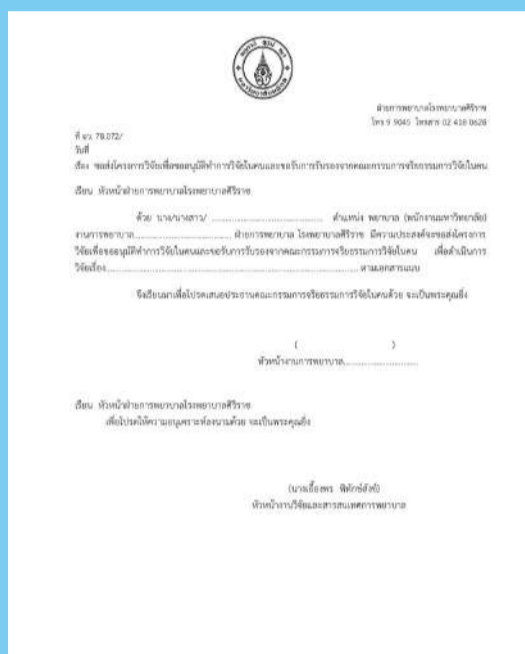 ฝ่ายการพยาบาลโรงพยาบาลศิริราช
โทร 9 9045 โทรสาร 02 418 0628
ที่ 78.072/
วันที่
เรื่อง ขอส่งโครงการวิจัยเพื่อขออนุมัติทำการวิจัยในคนและขอรับการรับรองจากคณะกรรมการจริยธรรมการวิจัยในคน
เรียน หัวหน้าฝ่ายการพยาบาลโรงพยาบาลศิริราช
ด้วย นาง/นางสาว/ ........................................ ตำแหน่ง พยาบาล (พนักงานมหาวิทยาลัย)
งานการพยาบาล.................................. ฝ่ายการพยาบาล โรงพยาบาลศิริราช มีความประสงค์จะขอส่งโครงการ
วิจัยเพื่อขออนุมัติทำการวิจัยในคนและขอรับการรับรองจากคณะกรรมการจริยธรรมการวิจัยในคน เพื่อดำเนินการ
วิจัยเรื่อง.................................................................................... ตามเอกสารแนบ
จึงเรียนมาเพื่อโปรดเสนอประธานคณะกรรมการจริยธรรมการวิจัยในคนด้วย จะเป็นพระคุณยิ่ง
( )
หัวหน้างานการพยาบาล...........................
เรียน หัวหน้าฝ่ายการพยาบาลโรงพยาบาลศิริราช
เพื่อโปรดให้ความอนุเคราะห์ลงนามด้วย จะเป็นพระคุณยิ่ง
(นางเอื้องพร พิทักษ์สังข์)
หัวหน้างานวิจัยและสารสนเทศการพยาบาล